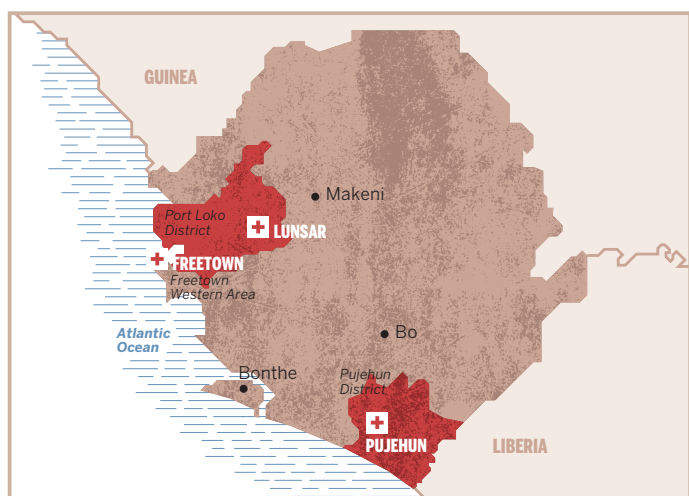 GUINEA
Makeni
Port Loko
District
LUNSAR
FREETOWN
Freetown
Western Area
Atlantic
Ocean
Bo
Bonthe
Pujehun
District
PUJEHUN
LIBERIA